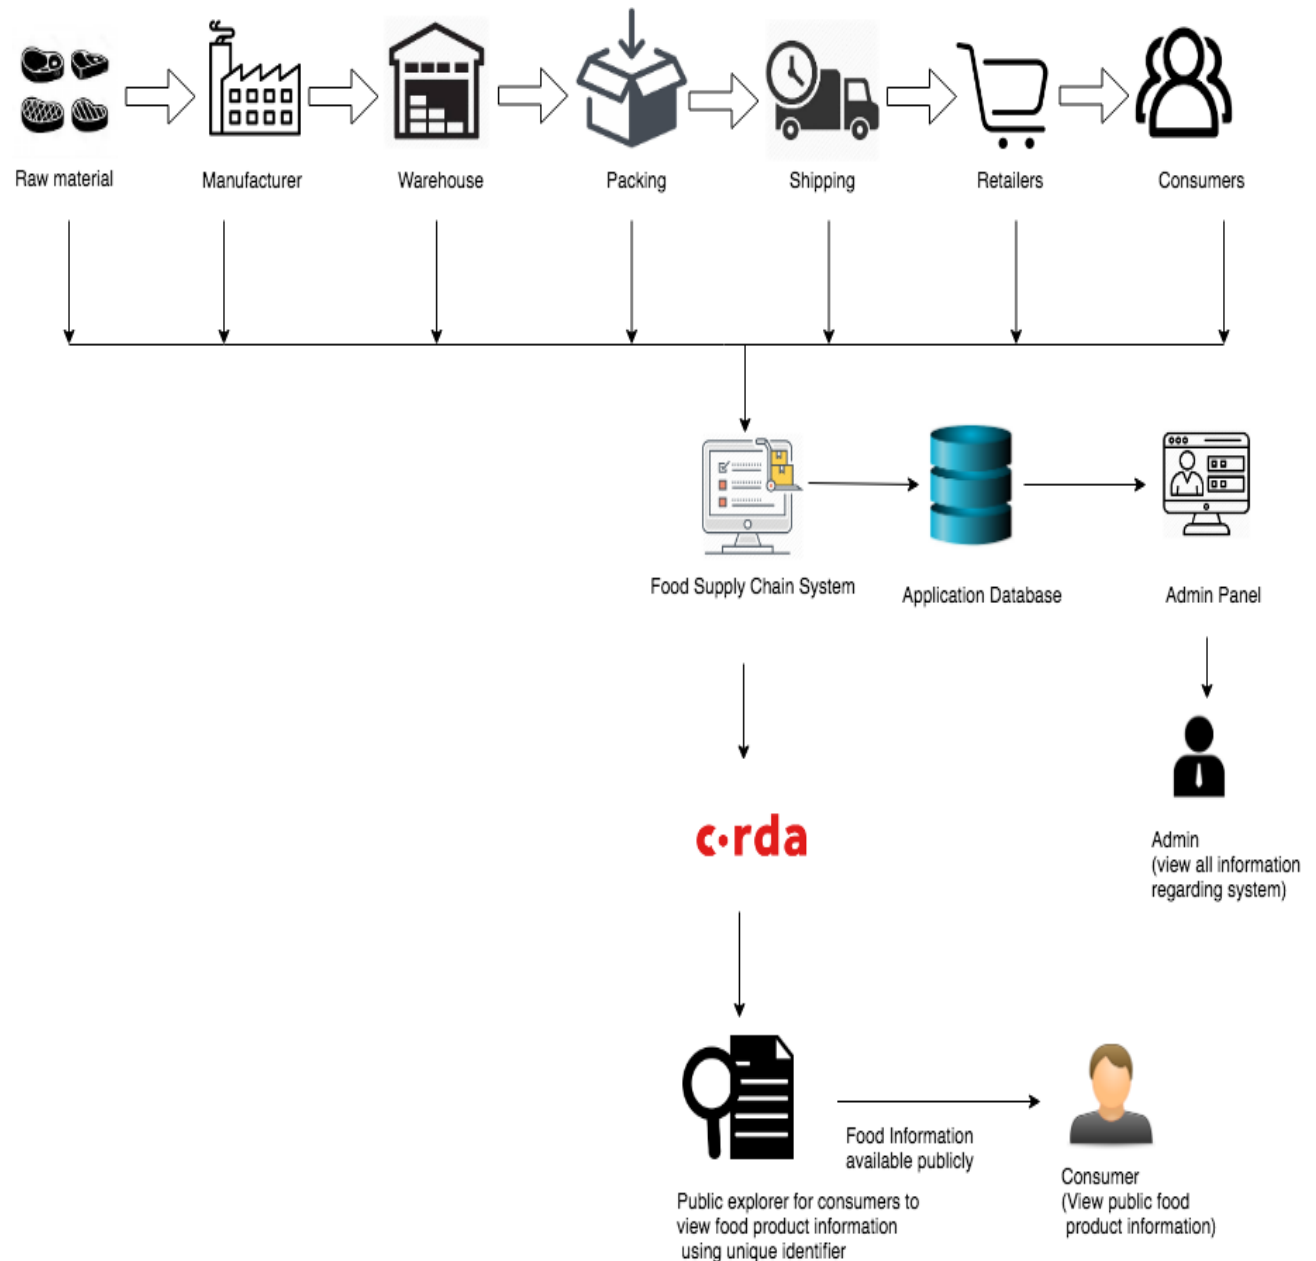 Raw material
Manufacturer
Warehouse
Packing
Shipping
Retailers
Consumers
Food Supply Chain System
Application Database
Admin Panel
Admin
(view all information
regarding system)
c·rda
Food Information
available publicly
Public explorer for consumers to
view food product information
using unique identifier
Consumer
(View public food
product information)